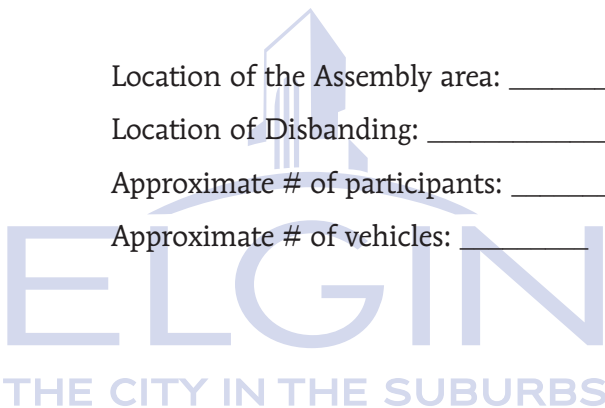 Location of the Assembly area: _______
Location of Disbanding: ____________
Approximate # of participants: _______
Approximate # of vehicles: _________
ELGIN
THE CITY IN THE SUBURBS